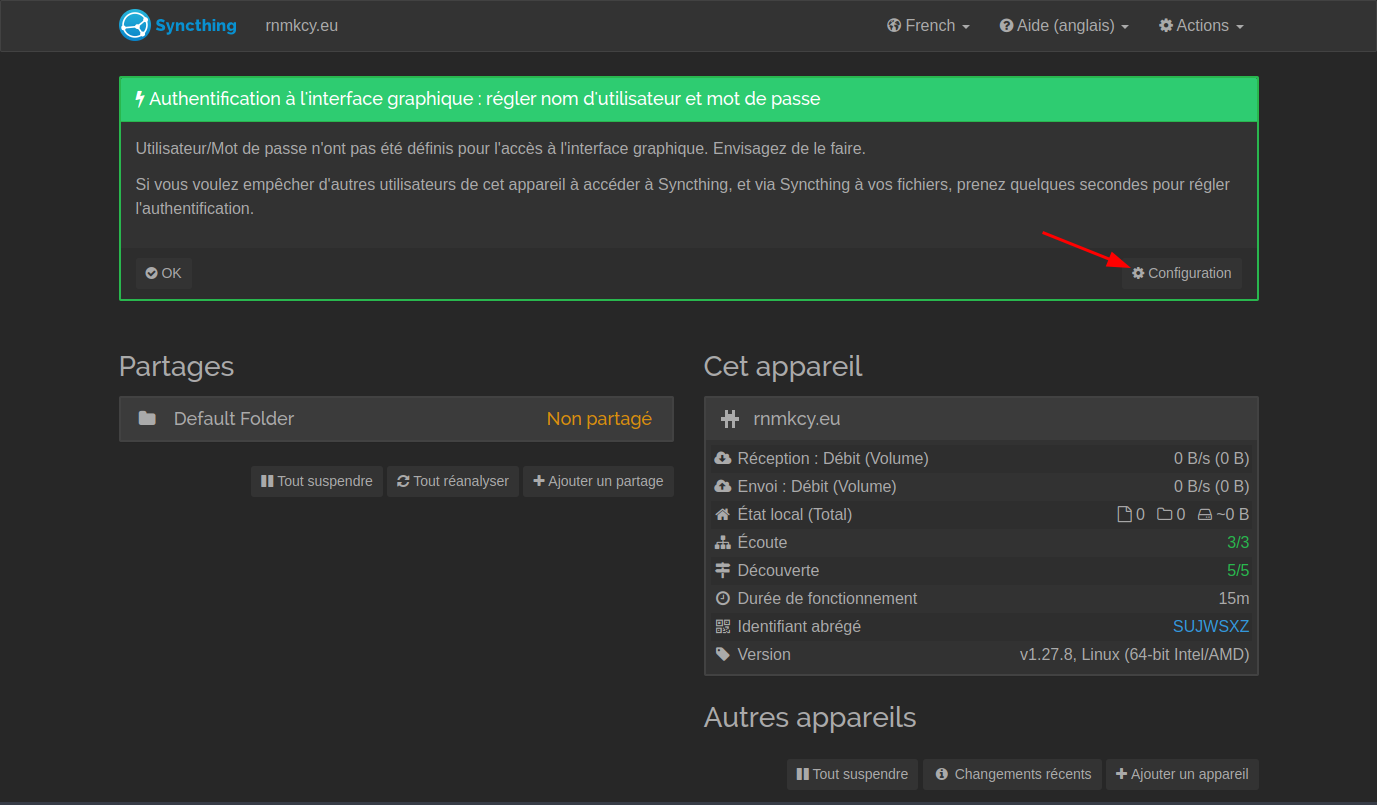 Syncthing rnmkcy.eu French Aide (anglais) Actions
Authentification à l'interface graphique : régler nom d'utilisateur et mot de passe
Utilisateur/Mot de passe n'ont pas été définis pour l'accès à l'interface graphique. Envisagez de le faire.
Si vous voulez empêcher d'autres utilisateurs de cet appareil à accéder à Syncthing, et via Syncthing à vos fichiers, prenez quelques secondes pour régler
l'authentification.
OK Configuration
Partages
Default Folder Non partagé
Tout suspendre Tout réanalyser Ajouter un partage
Cet appareil
rnmkcy.eu
Réception : Débit (Volume) 0 B/s (0 B)
Envoi : Débit (Volume) 0 B/s (0 B)
État local (Total) 0 0 ~0 B
Écoute 3/3
Découverte 5/5
Durée de fonctionnement 15m
Identifiant abrégé SUJWSXZ
Version v1.27.8, Linux (64-bit Intel/AMD)
Autres appareils
Tout suspendre Changements récents Ajouter un appareil